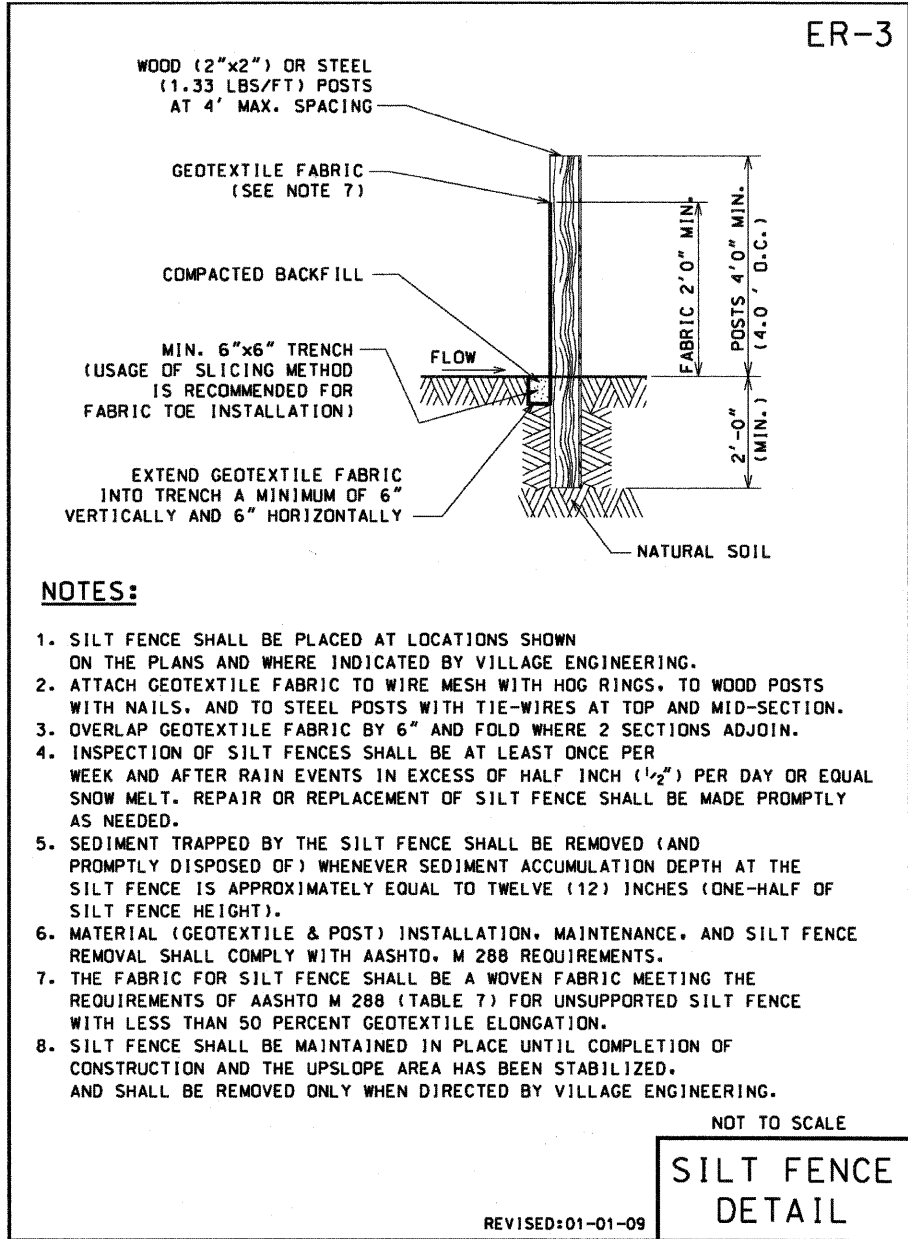 ER-3
WOOD (2"x2") OR STEEL
(1.33 LBS/FT) POSTS
AT 4' MAX. SPACING
GEOTEXTILE FABRIC
(SEE NOTE 7)
COMPACTED BACKFILL
MIN. 6"x6" TRENCH
(USAGE OF SLICING METHOD
IS RECOMMENDED FOR
FABRIC TOE INSTALLATION)
EXTEND GEOTEXTILE FABRIC
INTO TRENCH A MINIMUM OF 6"
VERTICALLY AND 6" HORIZONTALLY
FLOW
FABRIC 2'0" MIN.
POSTS 4'0" MIN.
(4.0 ' O.C.)
2'-0"
(MIN.)
NATURAL SOIL
NOTES:
1. SILT FENCE SHALL BE PLACED AT LOCATIONS SHOWN
ON THE PLANS AND WHERE INDICATED BY VILLAGE ENGINEERING.
2. ATTACH GEOTEXTILE FABRIC TO WIRE MESH WITH HOG RINGS, TO WOOD POSTS
WITH NAILS, AND TO STEEL POSTS WITH TIE-WIRES AT TOP AND MID-SECTION.
3. OVERLAP GEOTEXTILE FABRIC BY 6" AND FOLD WHERE 2 SECTIONS ADJOIN.
4. INSPECTION OF SILT FENCES SHALL BE AT LEAST ONCE PER
WEEK AND AFTER RAIN EVENTS IN EXCESS OF HALF INCH (1/2") PER DAY OR EQUAL
SNOW MELT. REPAIR OR REPLACEMENT OF SILT FENCE SHALL BE MADE PROMPTLY
AS NEEDED.
5. SEDIMENT TRAPPED BY THE SILT FENCE SHALL BE REMOVED (AND
PROMPTLY DISPOSED OF) WHENEVER SEDIMENT ACCUMULATION DEPTH AT THE
SILT FENCE IS APPROXIMATELY EQUAL TO TWELVE (12) INCHES (ONE-HALF OF
SILT FENCE HEIGHT).
6. MATERIAL (GEOTEXTILE & POST) INSTALLATION, MAINTENANCE, AND SILT FENCE
REMOVAL SHALL COMPLY WITH AASHTO, M 288 REQUIREMENTS.
7. THE FABRIC FOR SILT FENCE SHALL BE A WOVEN FABRIC MEETING THE
REQUIREMENTS OF AASHTO M 288 (TABLE 7) FOR UNSUPPORTED SILT FENCE
WITH LESS THAN 50 PERCENT GEOTEXTILE ELONGATION.
8. SILT FENCE SHALL BE MAINTAINED IN PLACE UNTIL COMPLETION OF
CONSTRUCTION AND THE UPSLOPE AREA HAS BEEN STABILIZED,
AND SHALL BE REMOVED ONLY WHEN DIRECTED BY VILLAGE ENGINEERING.
NOT TO SCALE
SILT FENCE
DETAIL
REVISED:01-01-09